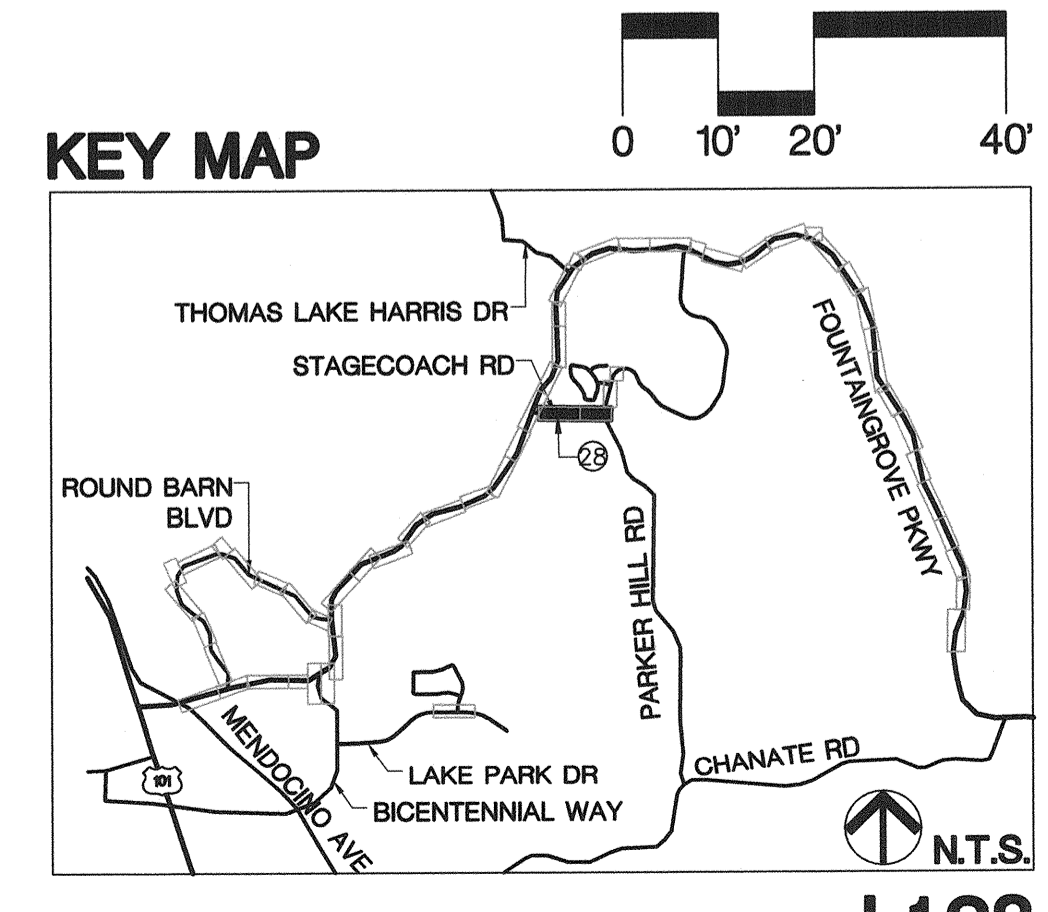 0 10' 20' 40'
KEY MAP
THOMAS LAKE HARRIS DR
STAGECOACH RD
28
FOUNTAINGROVE PKWY
ROUND BARN
BLVD
PARKER HILL RD
MENDOCINO AVE
101
LAKE PARK DR
BICENTENNIAL WAY
CHANATE RD
N.T.S.